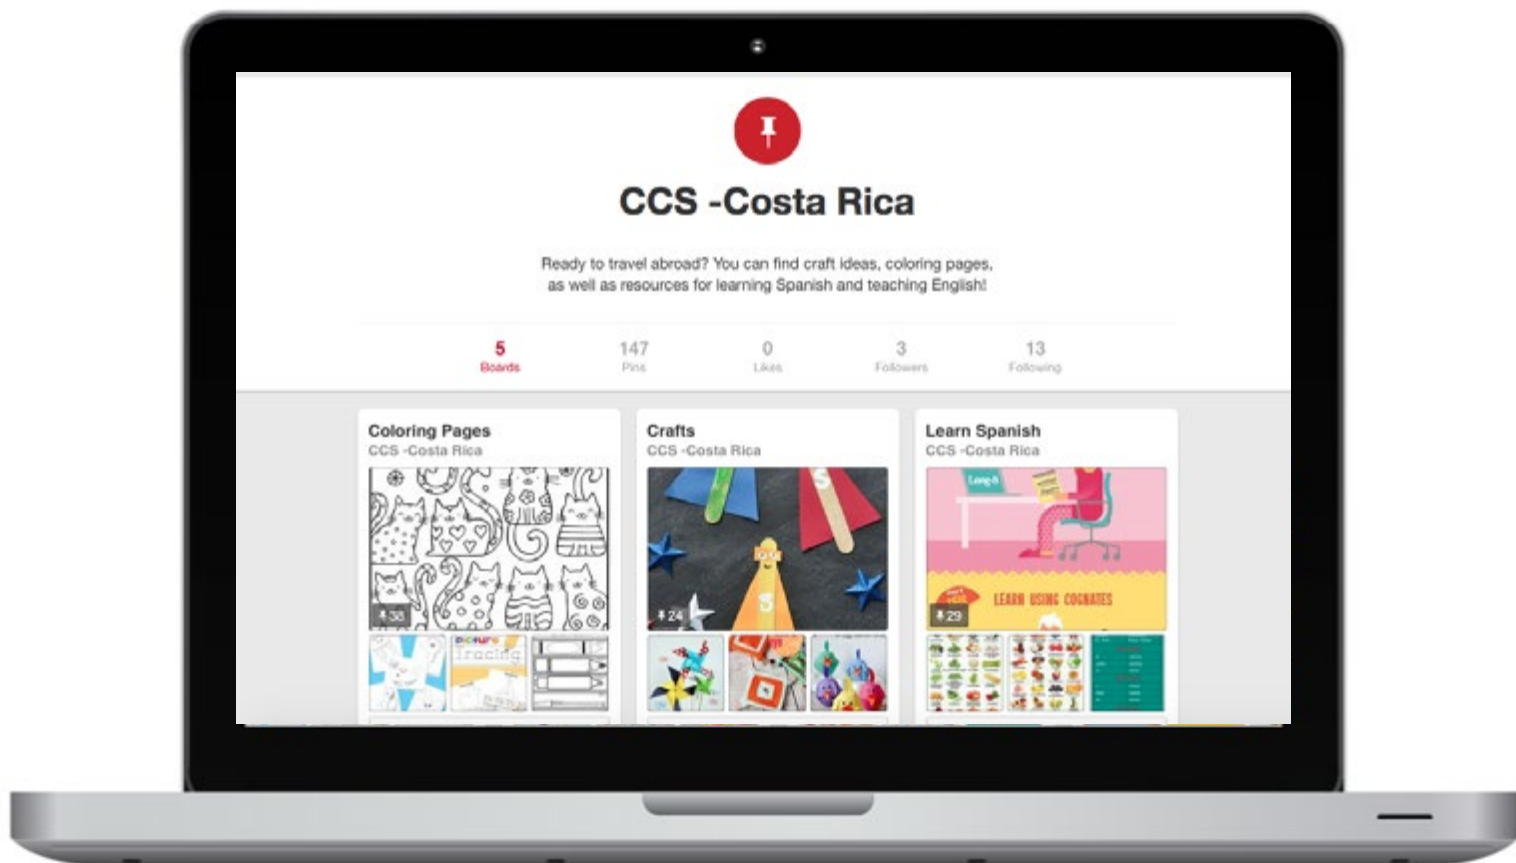 CCS -Costa Rica
Ready to travel abroad? You can find craft ideas, coloring pages,
as well as resources for learning Spanish and teaching English!
5
Boards
147
Pins
0
Likes
3
Followers
13
Following
Coloring Pages
CCS -Costa Rica
Tracing
Crafts
CCS -Costa Rica
S
S
24
Learn Spanish
CCS -Costa Rica
LEARN USING COGNATES
29